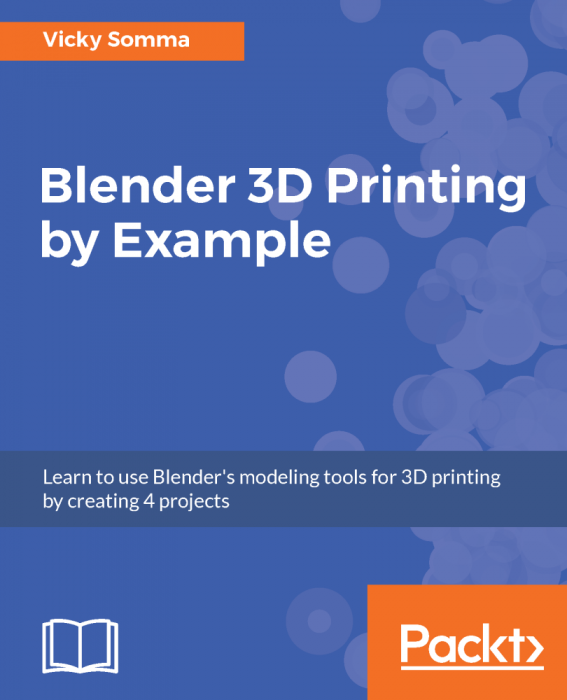 Vicky Somma
Blender 3D Printing
by Example
Learn to use Blender's modeling tools for 3D printing
by creating 4 projects
Packt>